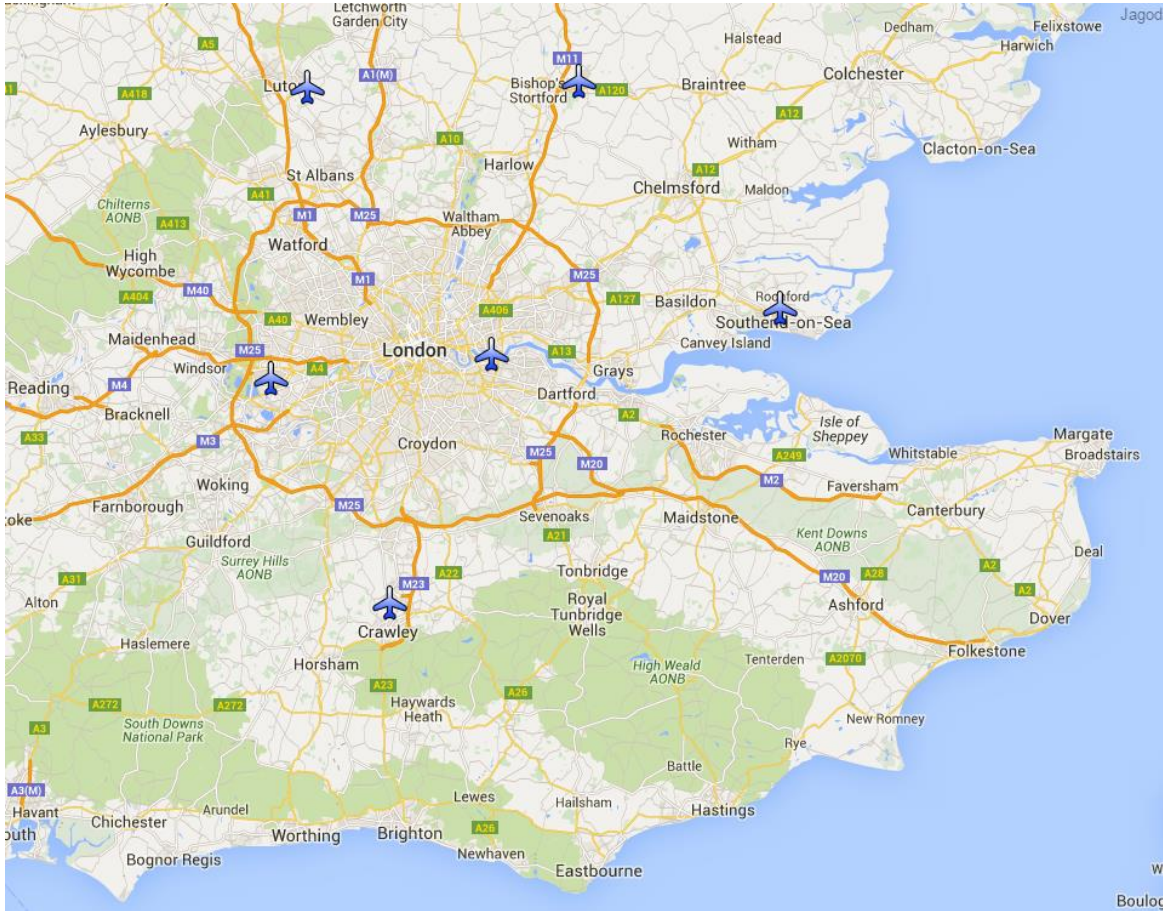 Letchworth
Garden City
Jagod
Felixstowe
Dedham
Halstead
Harwich
A5
M11
A1(M)
Colchester
Luto
Bishop's
Stortford
A120
Braintree
A418
A12
Aylesbury
A10
Witham
Clacton-on-Sea
Harlow
A12
St Albans
Chelmsford
Maldon
A41
Chilterns
AONB
M1
M25
Waltham
Abbey
A413
Watford
High
Wycombe
M1
M25
M40
A404
A127
Basildon
Rochford
A406
A40
Wembley
Southend-on-Sea
Maidenhead
London
Canvey Island
M25
A13
Windsor
A4
Grays
Reading
M4
Dartford
Bracknell
A2
Isle of
Sheppey
A33
M3
Croydon
Rochester
Margate
M25
A249
Whitstable
Broadstairs
M20
Woking
M2
Faversham
Farnborough
M25
oke
Sevenoaks
Maidstone
Canterbury
Guildford
A21
Kent Downs
AONB
Surrey Hills
AONB
Deal
A31
A22
Tonbridge
A2
M20
A28
M23
A2
Alton
Royal
Tunbridge
Wells
Ashford
Dover
Crawley
Haslemere
Folkestone
Horsham
High Weald
AONB
Tenterden
A2070
A23
A26
A272
A272
Haywards
Heath
South Downs
National Park
New Romney
A3
Rye
Battle
A3(M)
Lewes
Hailsham
Havant
Arundel
Hastings
Chichester
outh
Worthing
Brighton
A26
Newhaven
Bognor Regis
Eastbourne
W
Boulog